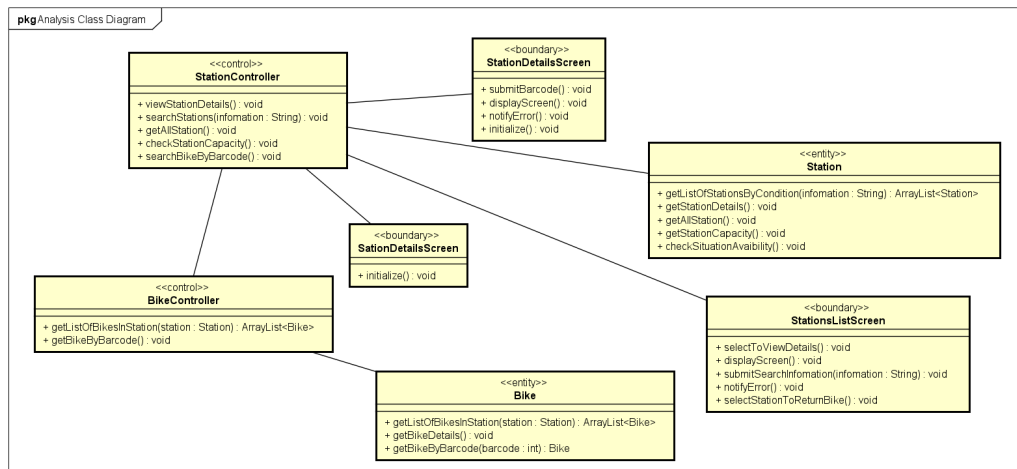 pkg Analysis Class Diagram
<<control>>
StationController
+ viewStationDetails() : void
+ searchStations(infomation : String) : void
+ getAllStation() : void
+ checkStationCapacity() : void
+ searchBikeByBarcode() : void
<<boundary>>
StationDetailsScreen
+ submitBarcode() : void
+ displayScreen() : void
+ notifyError() : void
+ initialize() : void
<<entity>>
Station
+ getListOfStationsByCondition(infomation : String) : ArrayList<Station>
+ getStationDetails() : void
+ getAllStation() : void
+ getStationCapacity() : void
+ checkSituationAvaibility() : void
<<boundary>>
SationDetailsScreen
+ initialize() : void
<<control>>
BikeController
+ getListOfBikesInStation(station : Station) : ArrayList<Bike>
+ getBikeByBarcode() : void
<<boundary>>
StationsListScreen
+ selectToViewDetails() : void
+ displayScreen() : void
+ submitSearchInfomation(infomation : String) : void
+ notifyError() : void
+ selectStationToReturnBike() : void
<<entity>>
Bike
+ getListOfBikesInStation(station : Station) : ArrayList<Bike>
+ getBikeDetails() : void
+ getBikeByBarcode(barcode : int) : Bike